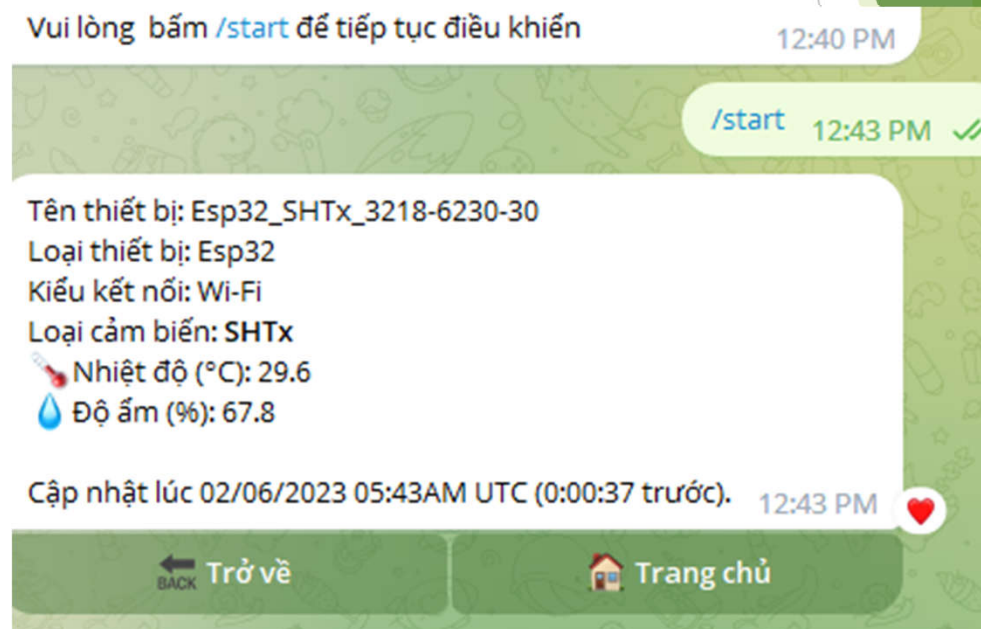 Vui lòng bấm /start để tiếp tục điều khiển
12:40 PM
/start
12:43 PM
Tên thiết bị: Esp32_SHTx_3218-6230-30
Loại thiết bị: Esp32
Kiểu kết nối: Wi-Fi
Loại cảm biến: SHTx
Nhiệt độ (°C): 29.6
Độ ẩm (%): 67.8
Cập nhật lúc 02/06/2023 05:43AM UTC (0:00:37 trước).
12:43 PM
BACK Trở về
Trang chủ